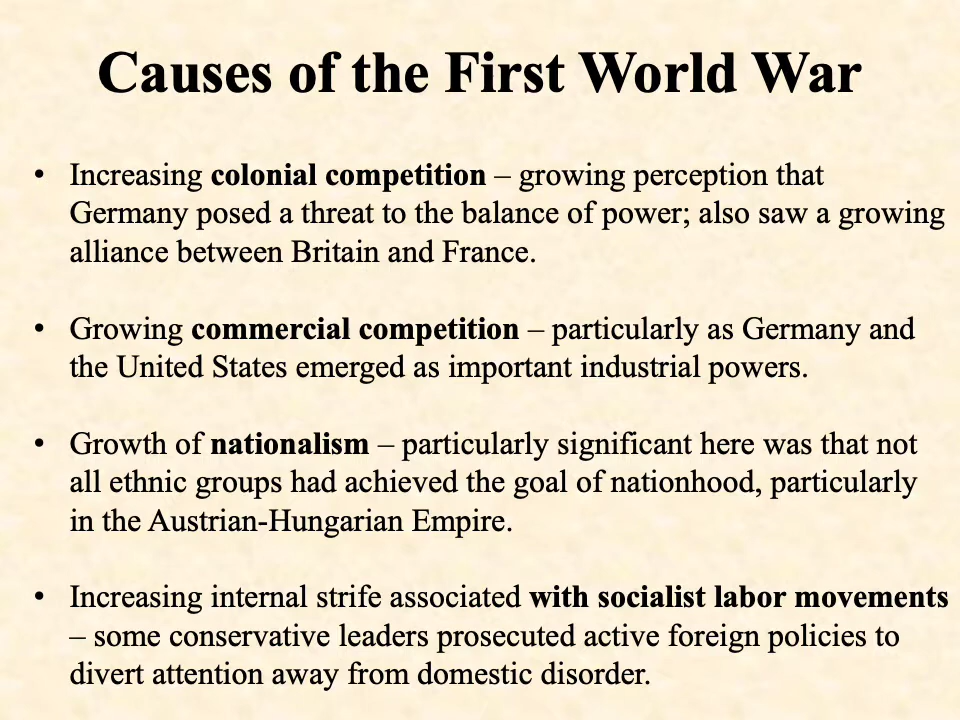 Causes of the First World War
• Increasing colonial competition – growing perception that
Germany posed a threat to the balance of power; also saw a growing
alliance between Britain and France.
• Growing commercial competition – particularly as Germany and
the United States emerged as important industrial powers.
• Growth of nationalism – particularly significant here was that not
all ethnic groups had achieved the goal of nationhood, particularly
in the Austrian-Hungarian Empire.
• Increasing internal strife associated with socialist labor movements
– some conservative leaders prosecuted active foreign policies to
divert attention away from domestic disorder.